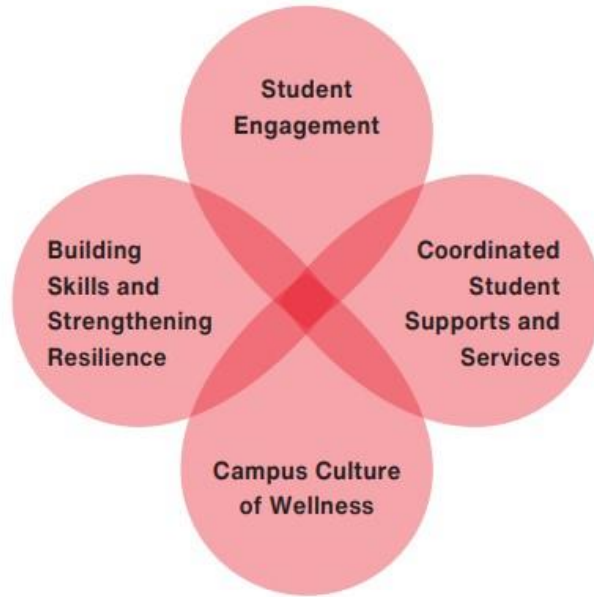 Student
Engagement
Building
Skills and
Strengthening
Resilience
Coordinated
Student
Supports and
Services
Campus Culture
of Wellness